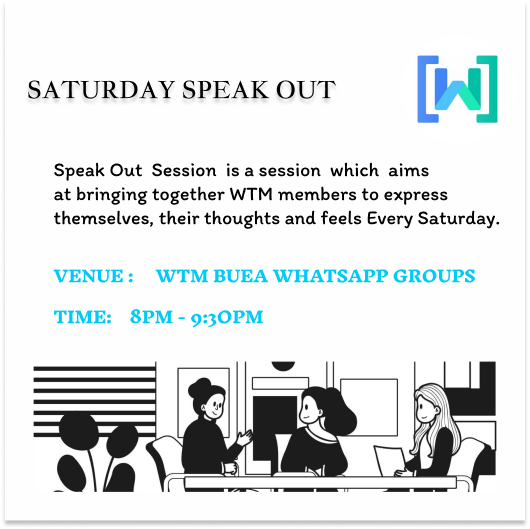 SATURDAY SPEAK OUT
Speak Out Session is a session which aims
at bringing together WTM members to express
themselves, their thoughts and feels Every Saturday.
VENUE : WTM BUEA WHATSAPP GROUPS
TIME: 8PM - 9:30PM